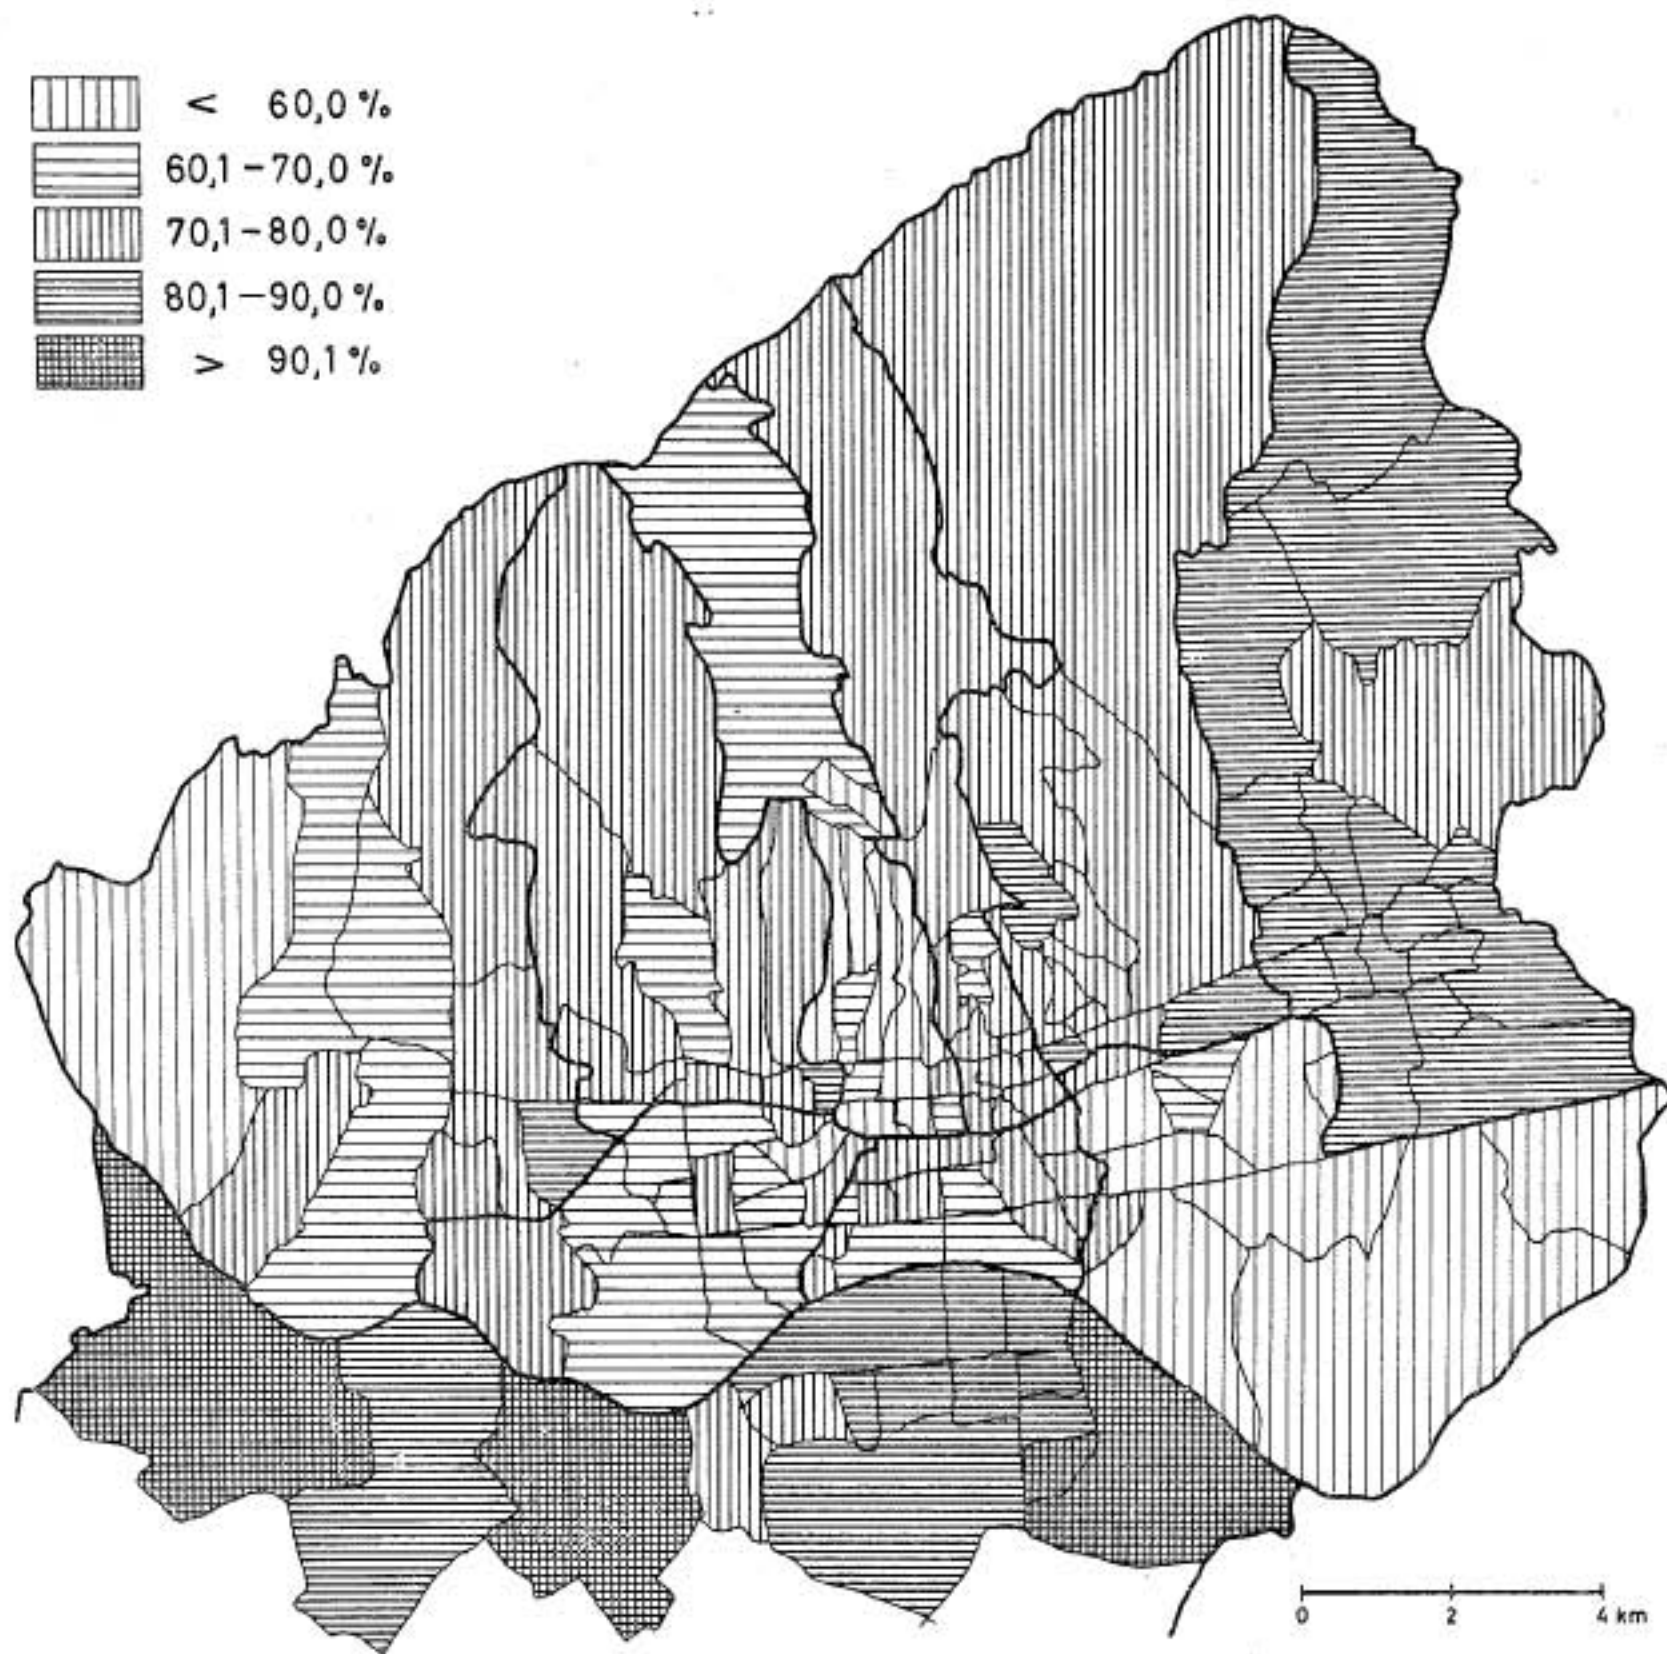 < 60,0 %
60,1 – 70,0 %
70,1 – 80,0 %
80,1 – 90,0 %
> 90,1 %
0 2 4 km